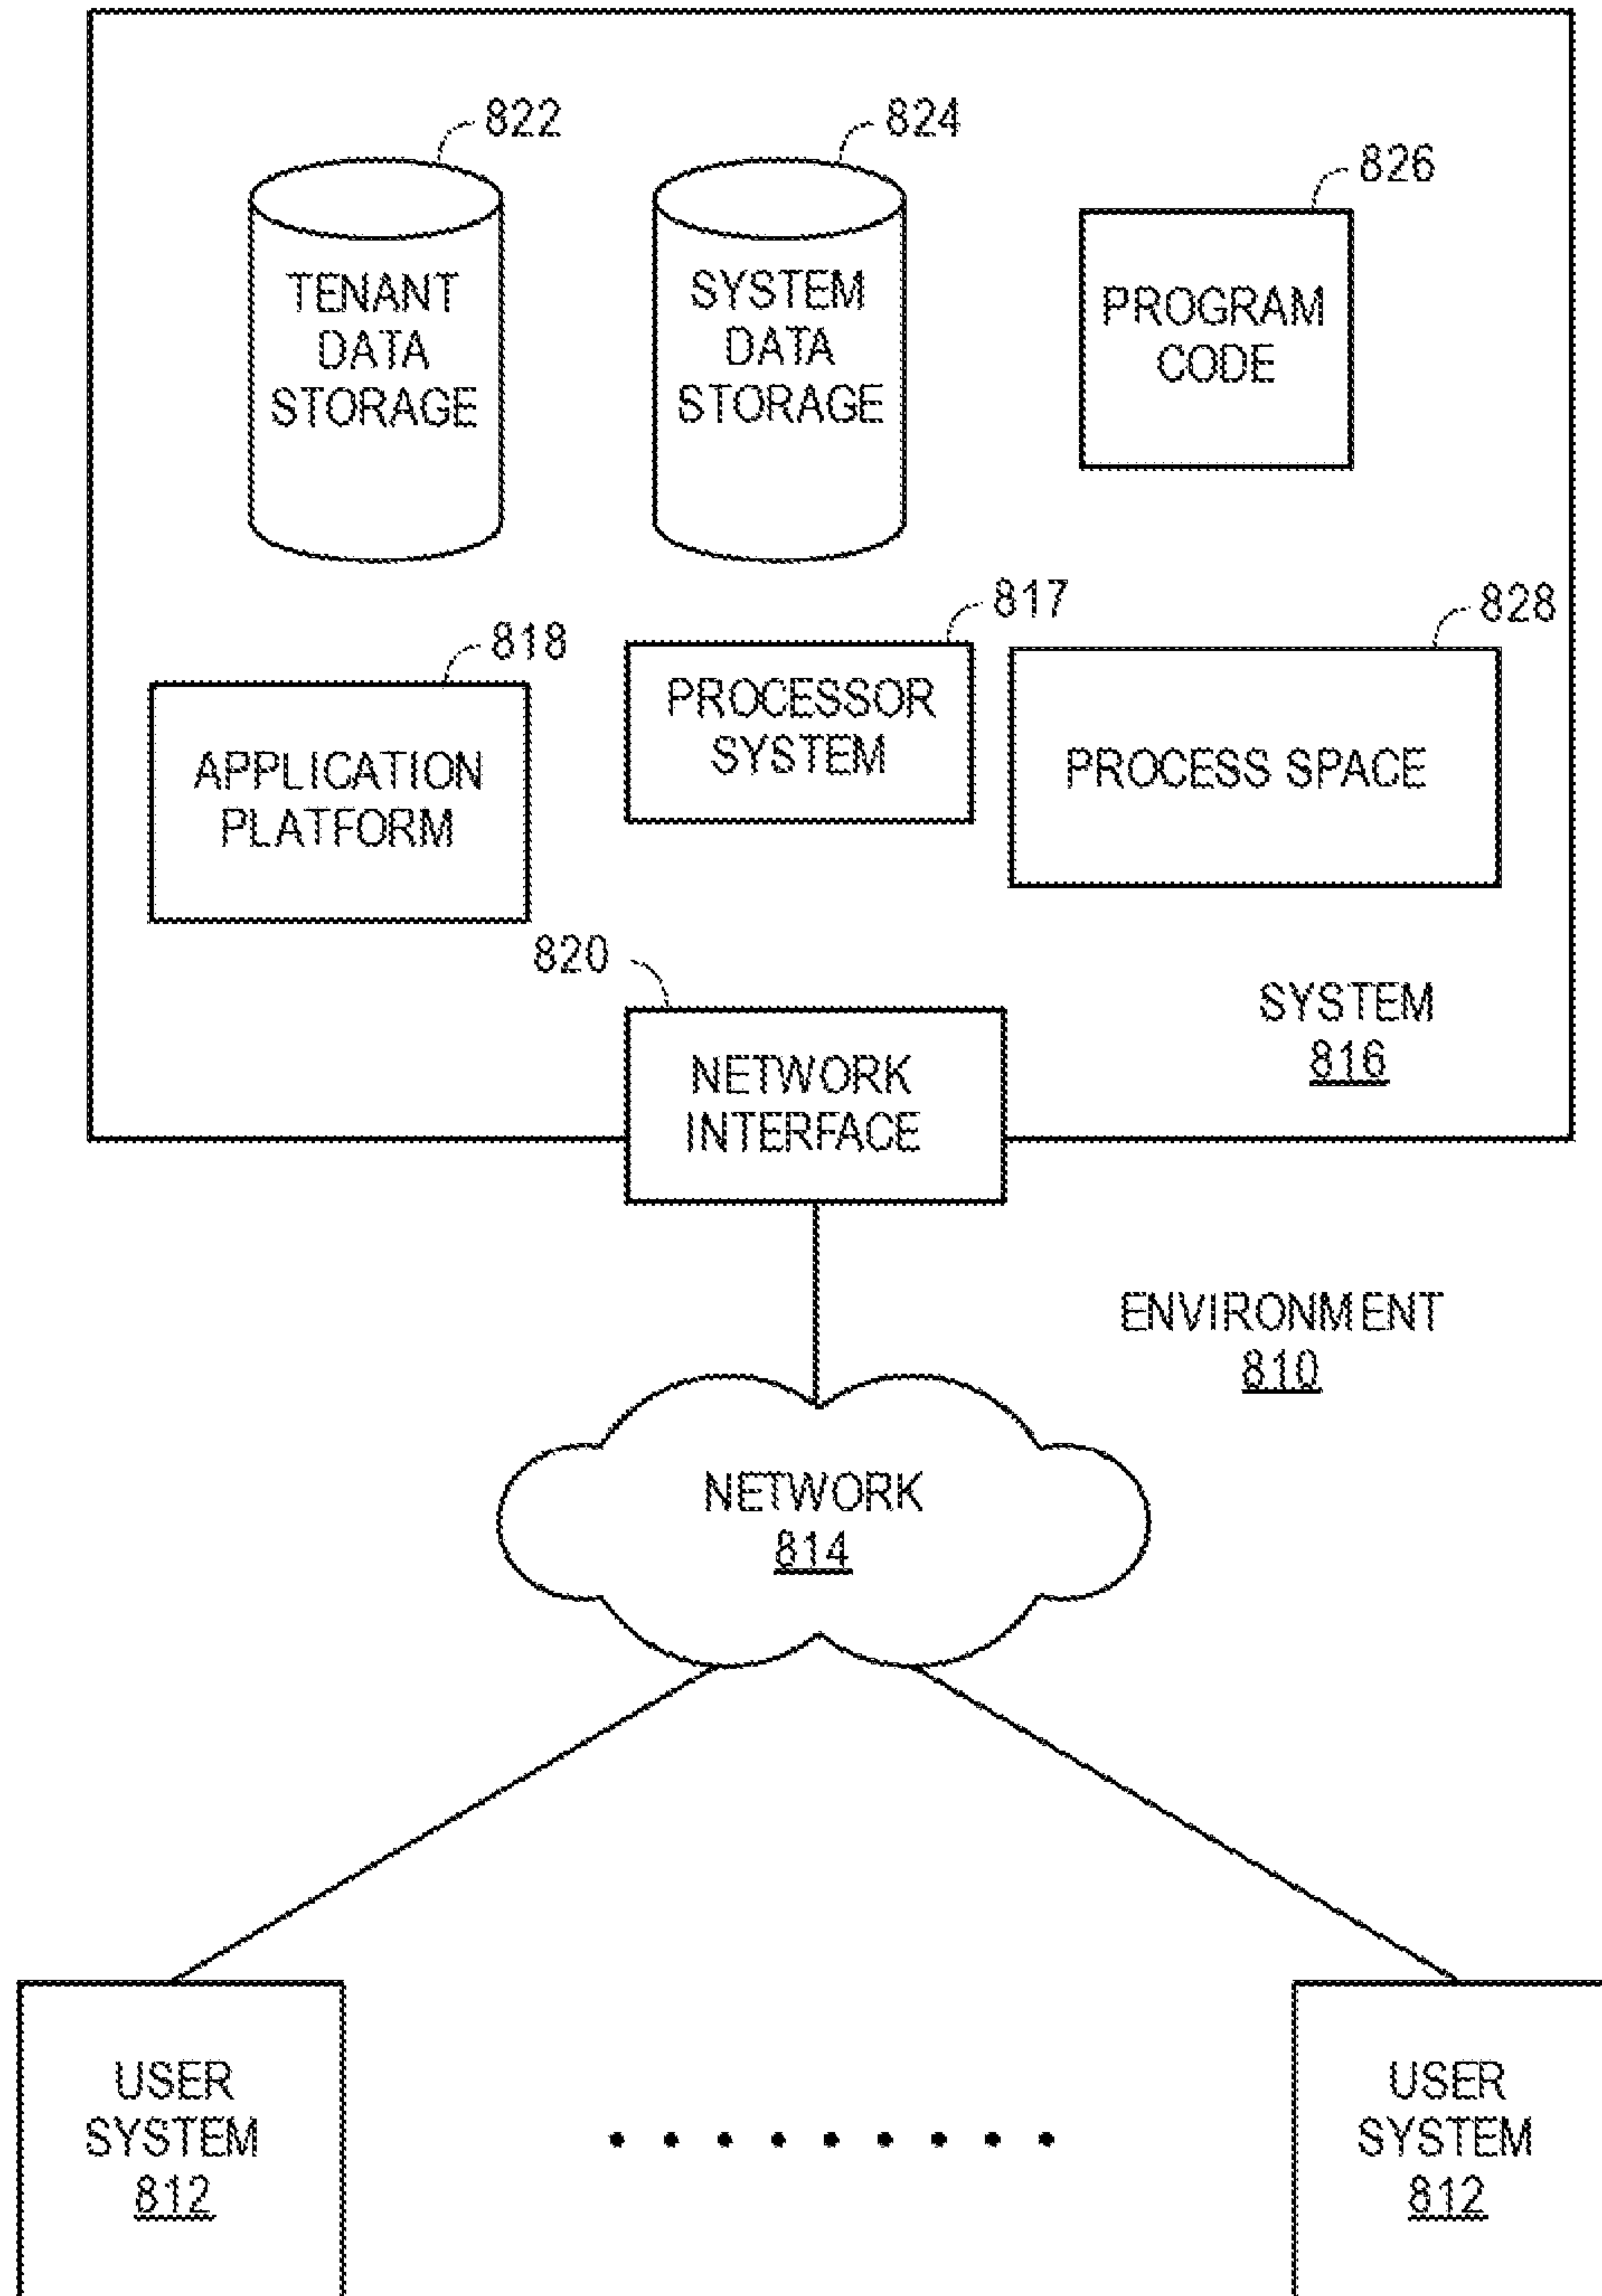 822
824
826
TENANT
DATA
STORAGE
SYSTEM
DATA
STORAGE
PROGRAM
CODE
818
817
828
APPLICATION
PLATFORM
PROCESSOR
SYSTEM
PROCESS SPACE
820
NETWORK
INTERFACE
SYSTEM
816
ENVIRONMENT
810
NETWORK
814
USER
SYSTEM
812
USER
SYSTEM
812